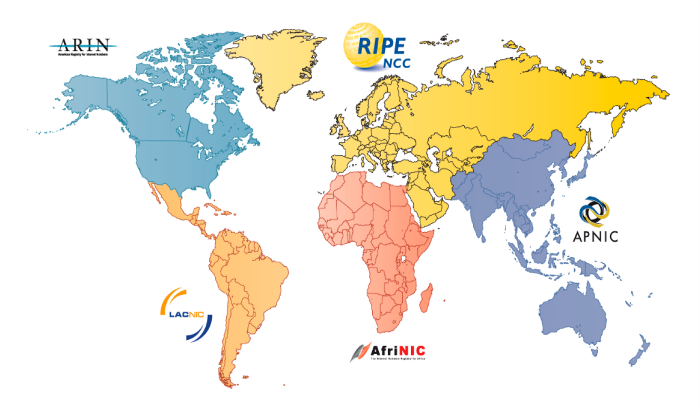 ARIN
American Registry for Internet Numbers
RIPE
NCC
APNIC
LACNIC
AfriNIC
The Internet Numbers Registry for Africa